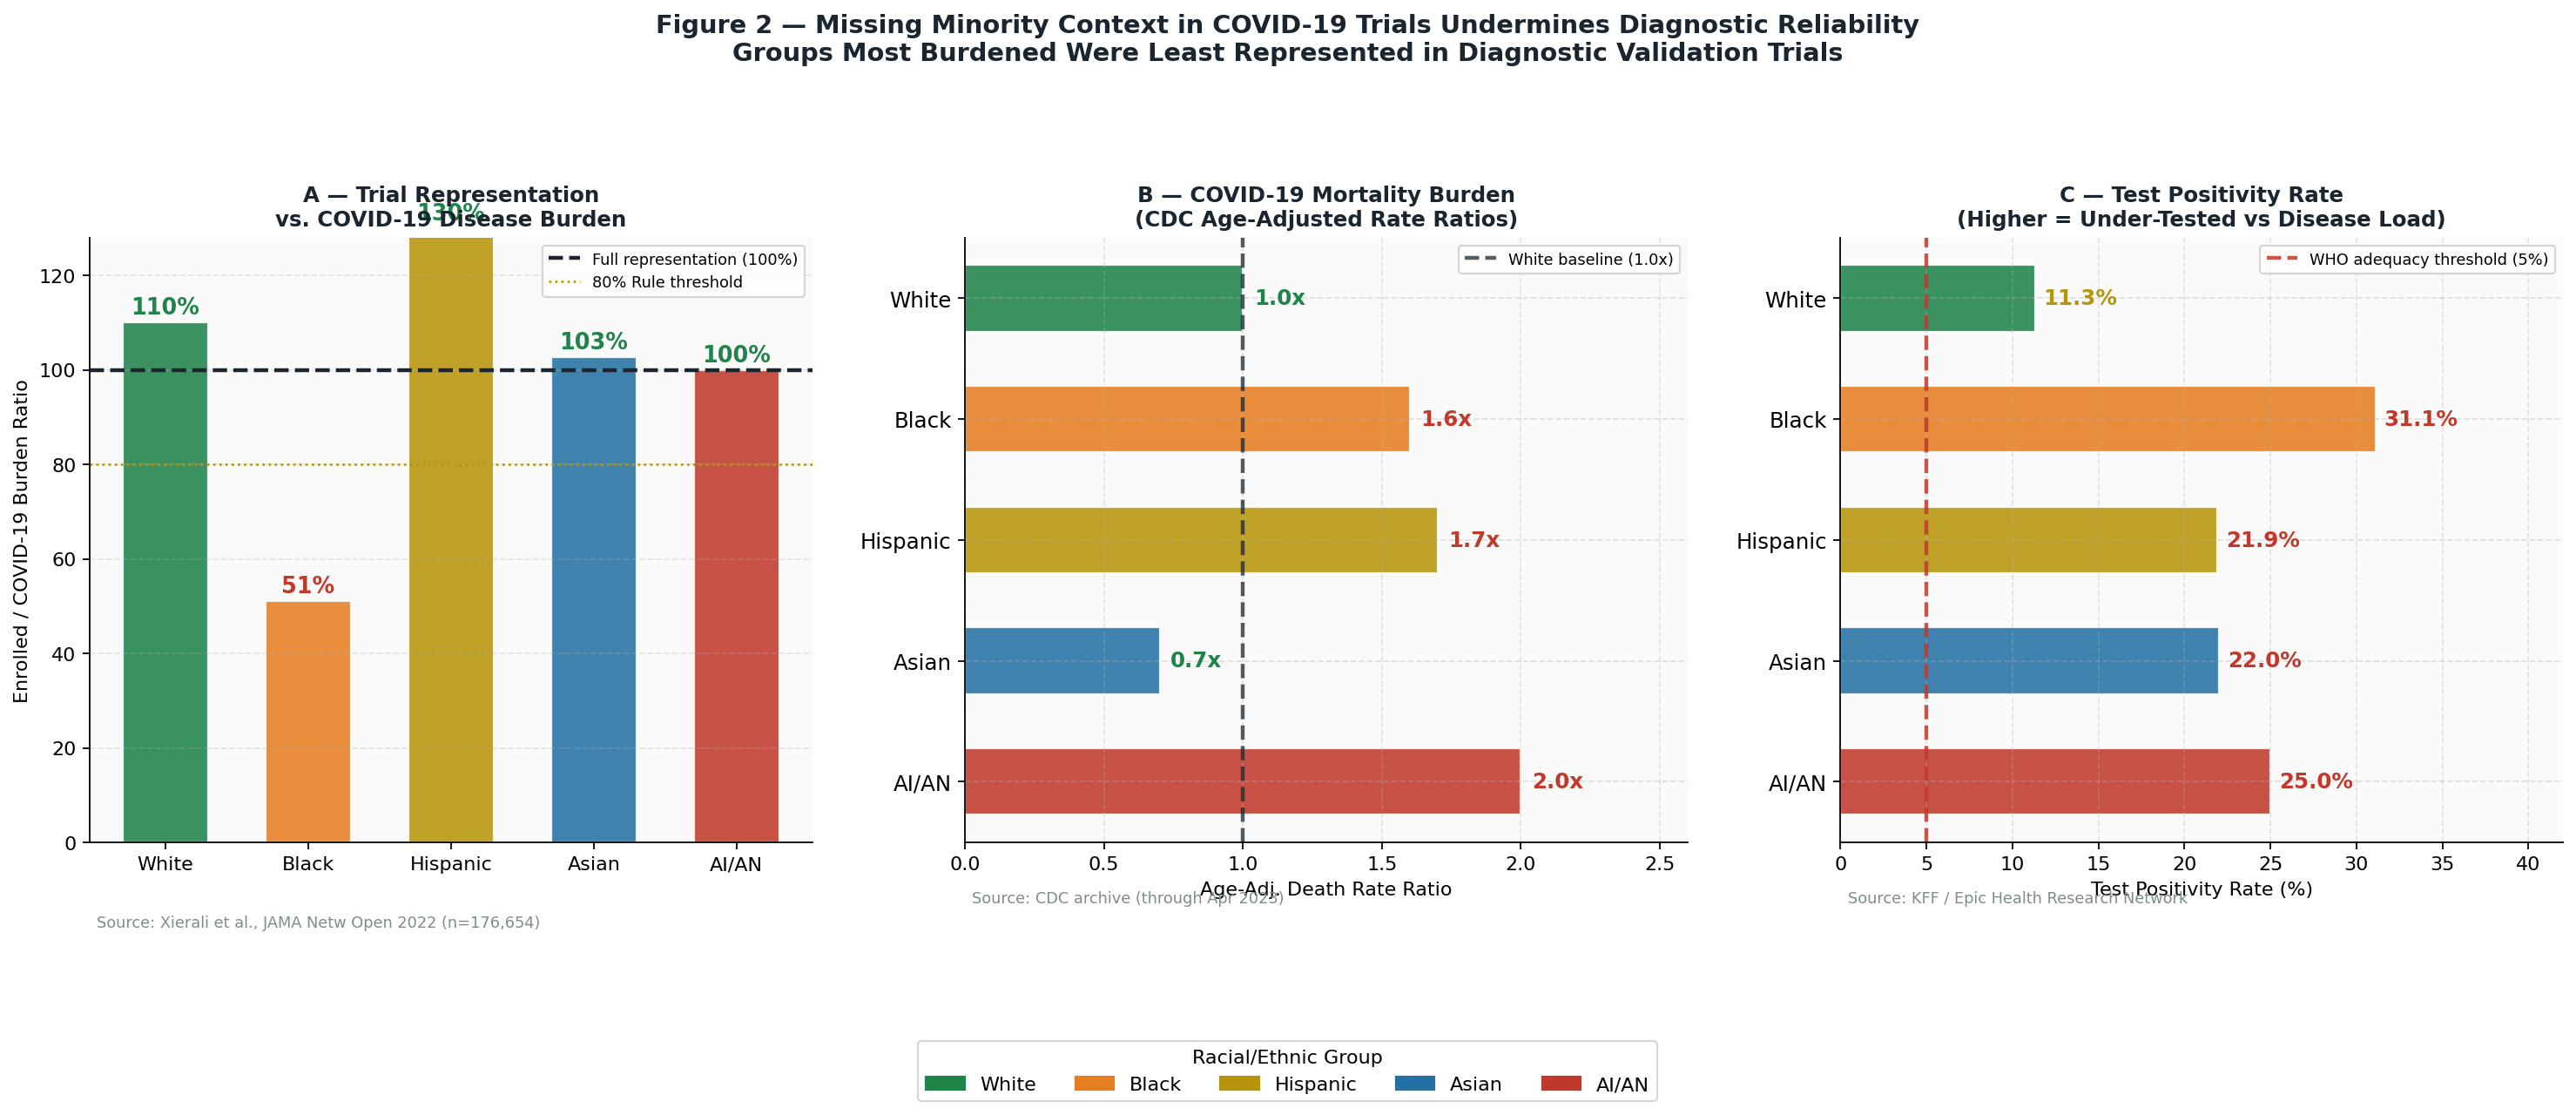 Figure 2 — Missing Minority Context in COVID-19 Trials Undermines Diagnostic Reliability
Groups Most Burdened Were Least Represented in Diagnostic Validation Trials
A — Trial Representation
vs. COVID-19 Disease Burden
130%
Full representation (100%)
80% Rule threshold
110%
51%
103%
100%
Enrolled / COVID-19 Burden Ratio
120
100
80
60
40
20
0
White
Black
Hispanic
Asian
AI/AN
Source: Xierali et al., JAMA Netw Open 2022 (n=176,654)
B — COVID-19 Mortality Burden
(CDC Age-Adjusted Rate Ratios)
White baseline (1.0x)
White
1.0x
Black
1.6x
Hispanic
1.7x
Asian
0.7x
AI/AN
2.0x
0.0
0.5
1.0
1.5
2.0
2.5
Age-Adj. Death Rate Ratio
Source: CDC archive (through Apr 2023)
C — Test Positivity Rate
(Higher = Under-Tested vs Disease Load)
WHO adequacy threshold (5%)
White
11.3%
Black
31.1%
Hispanic
21.9%
Asian
22.0%
AI/AN
25.0%
0
5
10
15
20
25
30
35
40
Test Positivity Rate (%)
Source: KFF / Epic Health Research Network
Racial/Ethnic Group
White
Black
Hispanic
Asian
AI/AN